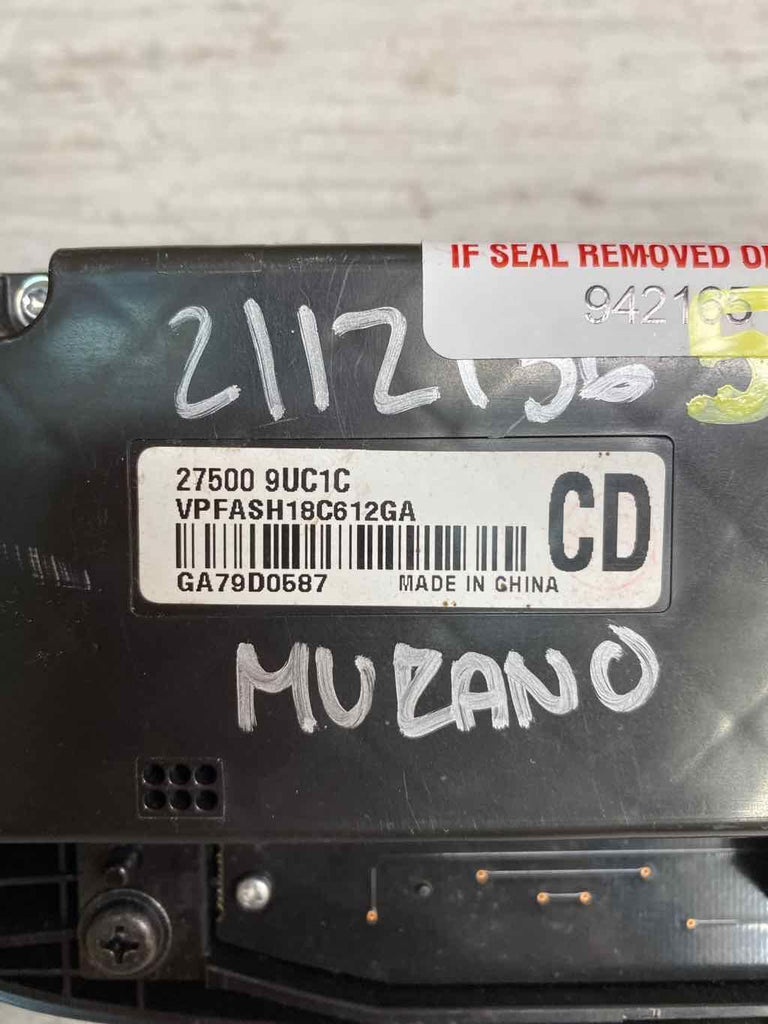 IF SEAL REMOVED
942165
27500 9UC1C
VPFASH18C612GA
CD
GA79D0587 MADE IN CHINA
MURANO